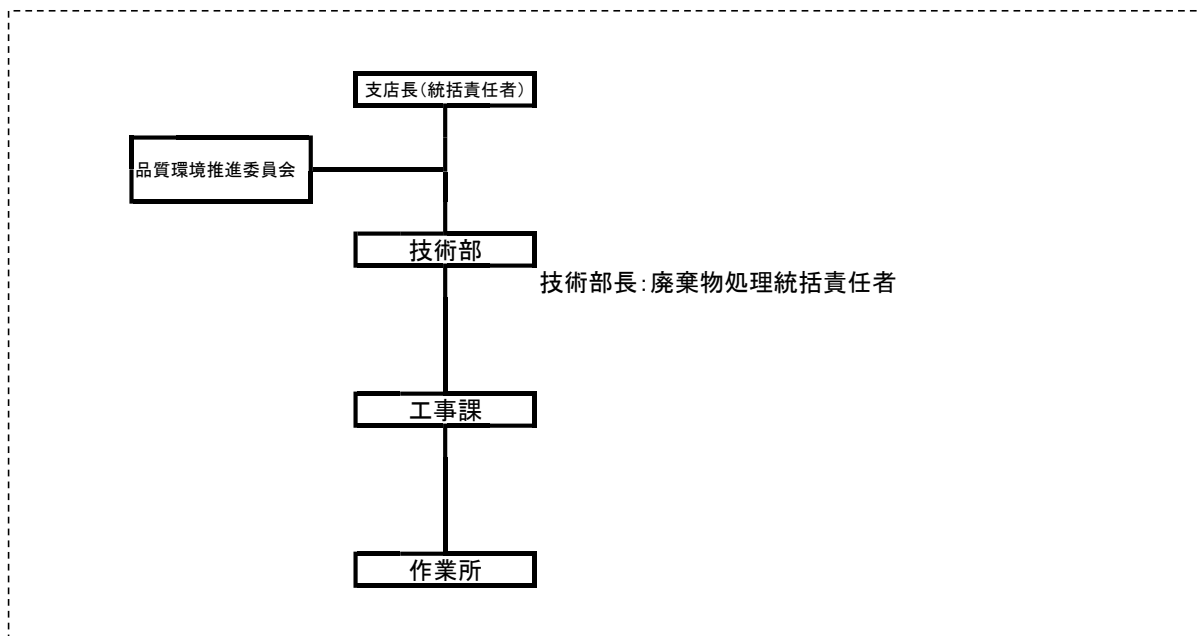 支店長(統括責任者)
品質環境推進委員会
技術部
技術部長:廃棄物処理統括責任者
工事課
作業所